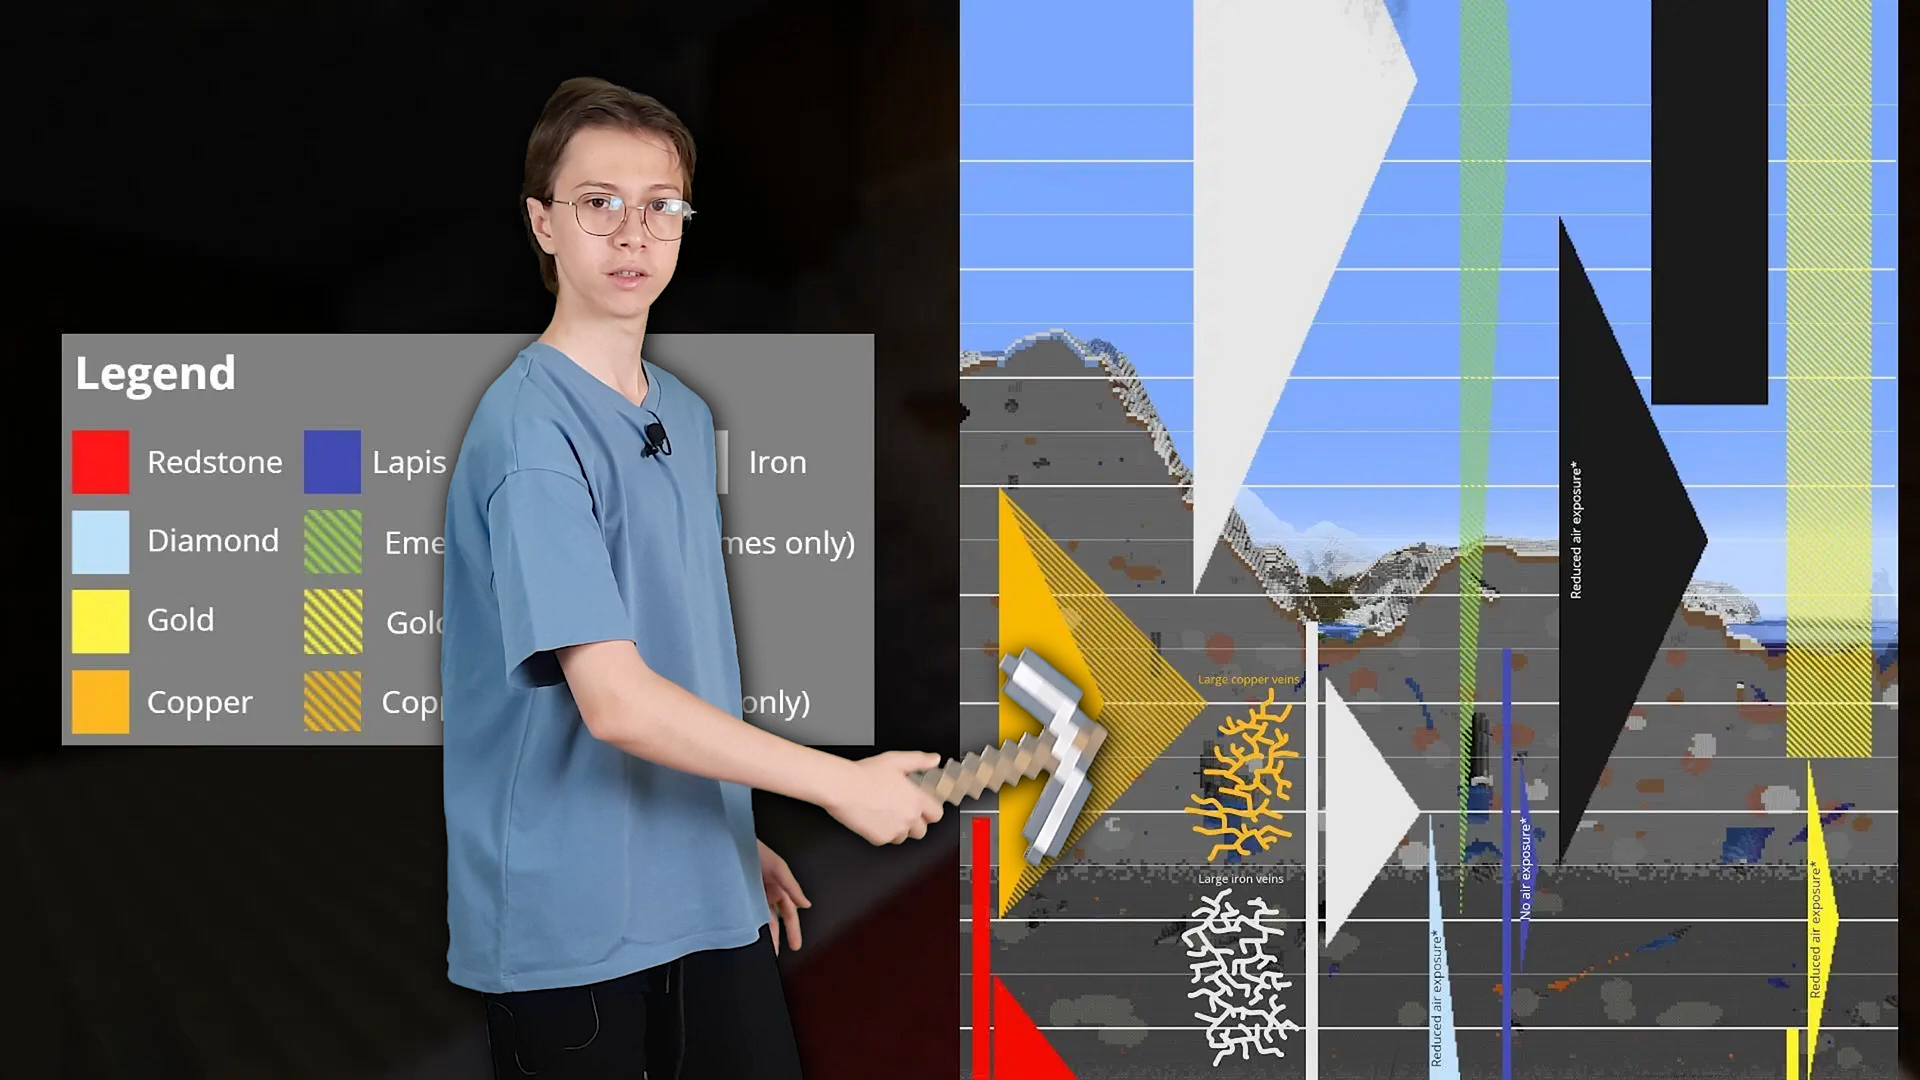 Legend
Redstone
Lapis
Iron
Diamond
Eme
mes only)
Gold
Gold
Copper
Copp
only)
Large copper veins
Large iron veins
Reduced air exposure*
No air exposure*
Reduced air exposure*
Reduced air exposure*